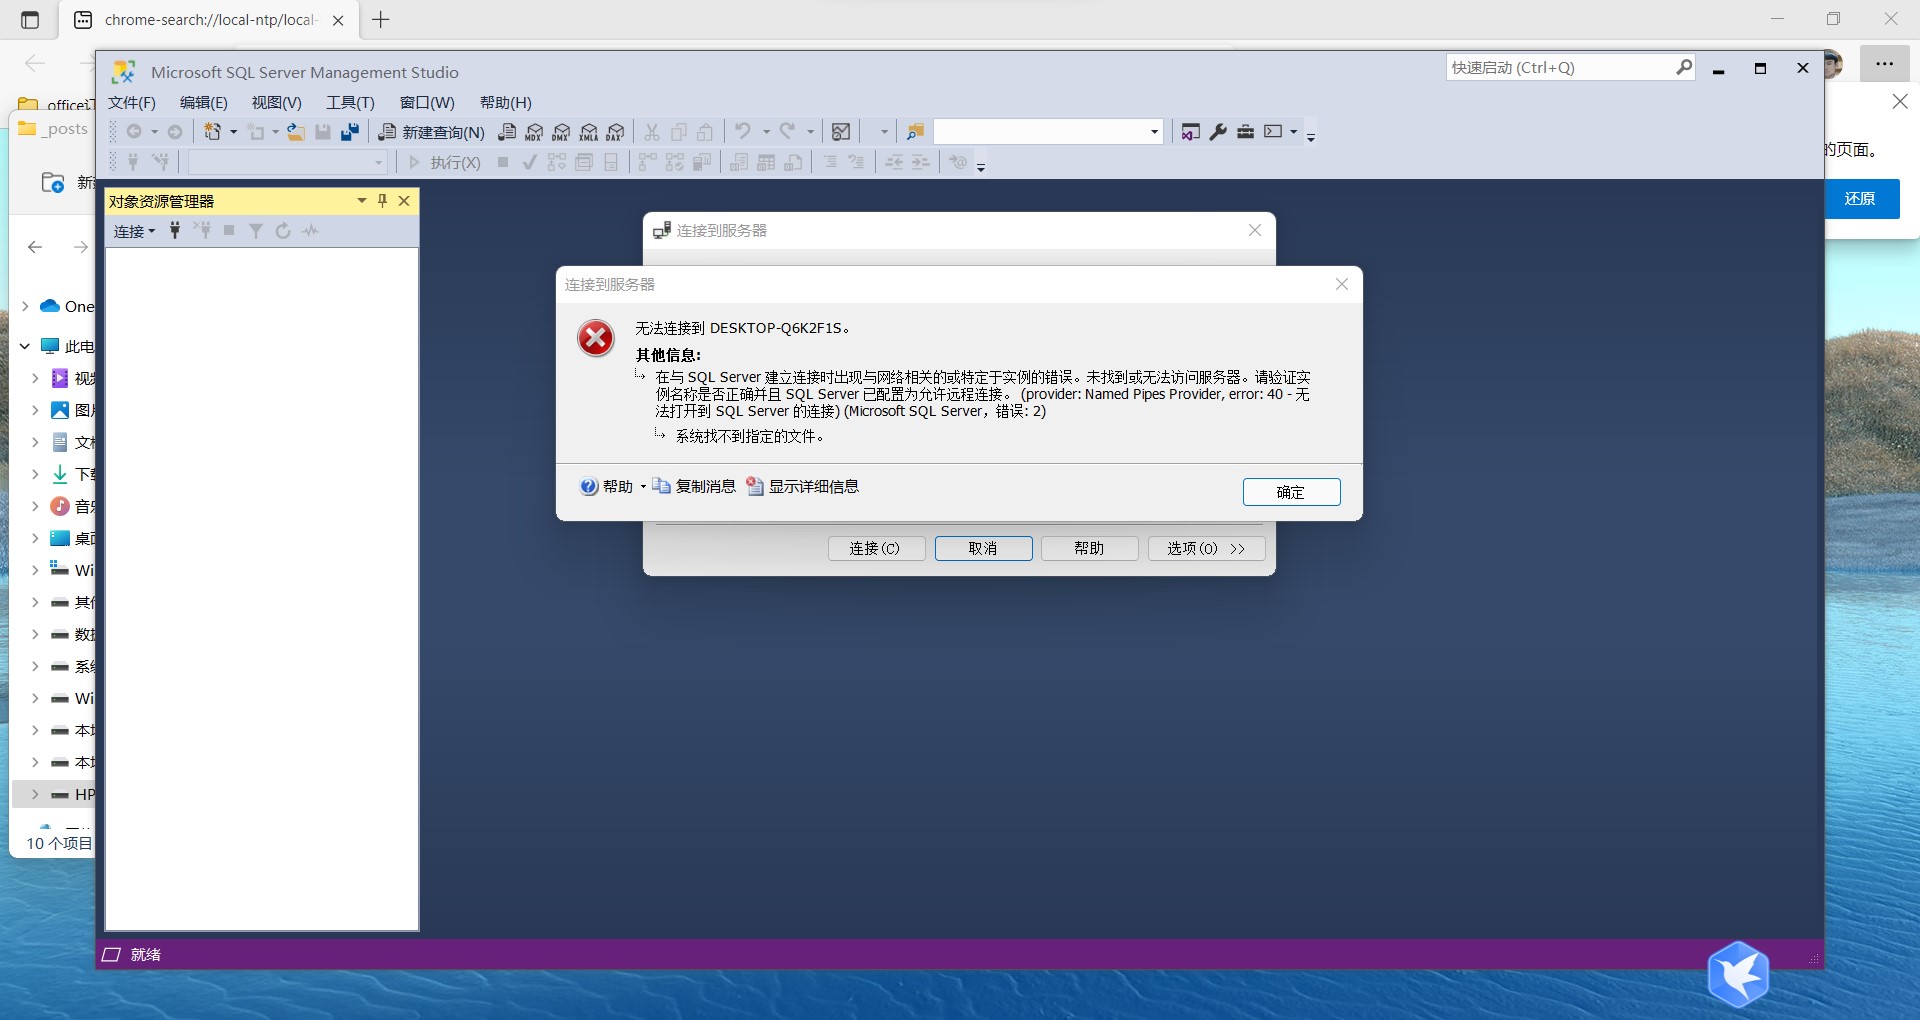 chrome-search://local-ntp/local-
Microsoft SQL Server Management Studio
快速启动 (Ctrl+Q)
文件(F) 编辑(E) 视图(V) 工具(T) 窗口(W) 帮助(H)
office
_posts
新建查询(N)
MDX DMX XMLA DAX
执行(X)
的页面。
还原
对象资源管理器
连接
连接到服务器
连接到服务器
无法连接到 DESKTOP-Q6K2F1S。
其他信息:
在与 SQL Server 建立连接时出现与网络相关的或特定于实例的错误。未找到或无法访问服务器。请验证实
例名称是否正确并且 SQL Server 已配置为允许远程连接。 (provider: Named Pipes Provider, error: 40 - 无
法打开到 SQL Server 的连接) (Microsoft SQL Server，错误: 2)
系统找不到指定的文件。
帮助 复制消息 显示详细信息
确定
连接(C) 取消 帮助 选项(O) >>
新
One
此电
视
图
文
下
音
桌
Wi
其
数
系
Wi
本
本
HP
10 个项目
就绪